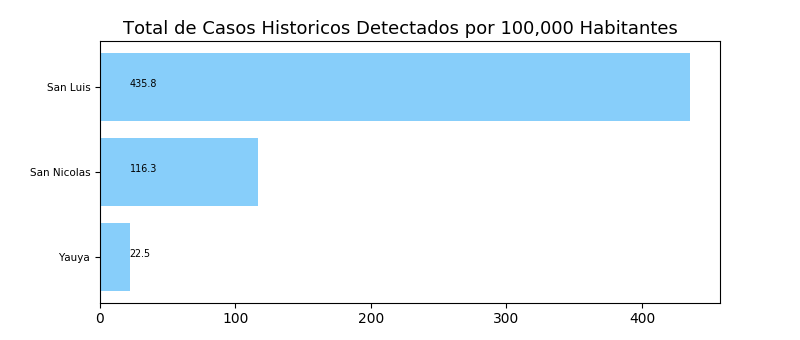 Total de Casos Historicos Detectados por 100,000 Habitantes
San Luis 435.8
San Nicolas 116.3
Yauya 22.5
0 100 200 300 400